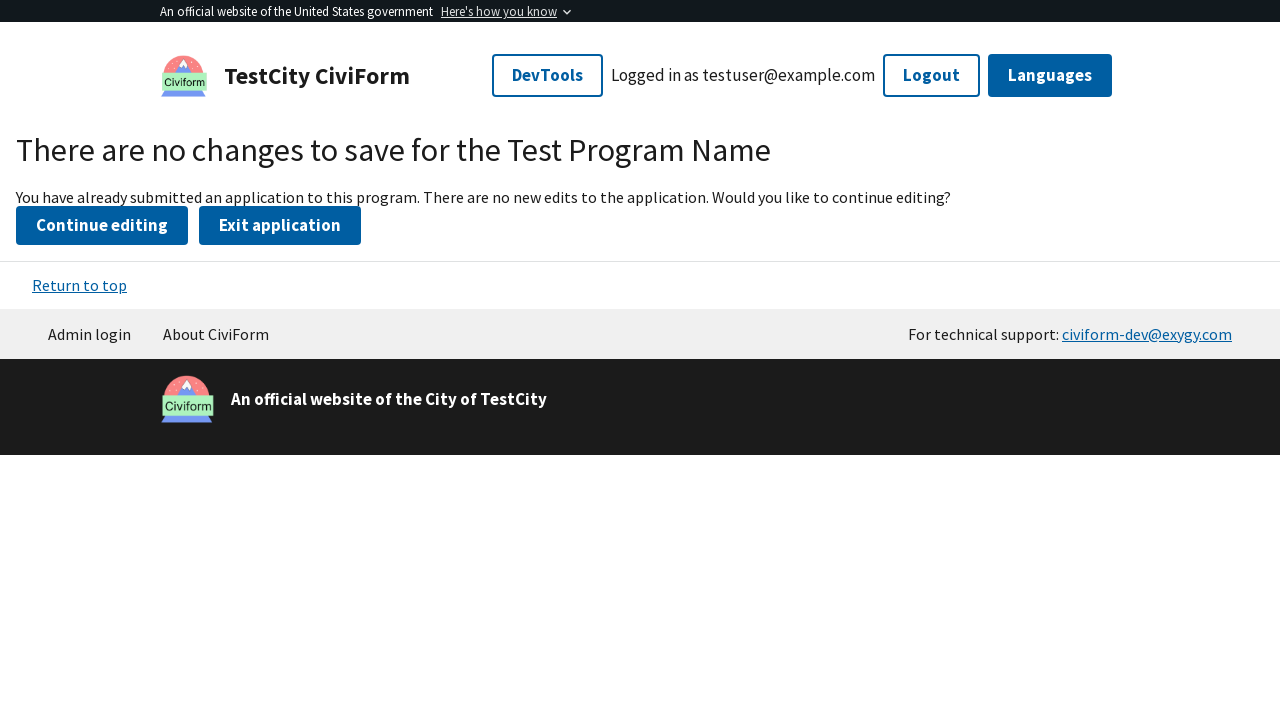 An official website of the United States government Here's how you know
Civiform
TestCity CiviForm
DevTools
Logged in as testuser@example.com
Logout
Languages
There are no changes to save for the Test Program Name
You have already submitted an application to this program. There are no new edits to the application. Would you like to continue editing?
Continue editing
Exit application
Return to top
Admin login
About CiviForm
For technical support: civiform-dev@exygy.com
Civiform
An official website of the City of TestCity